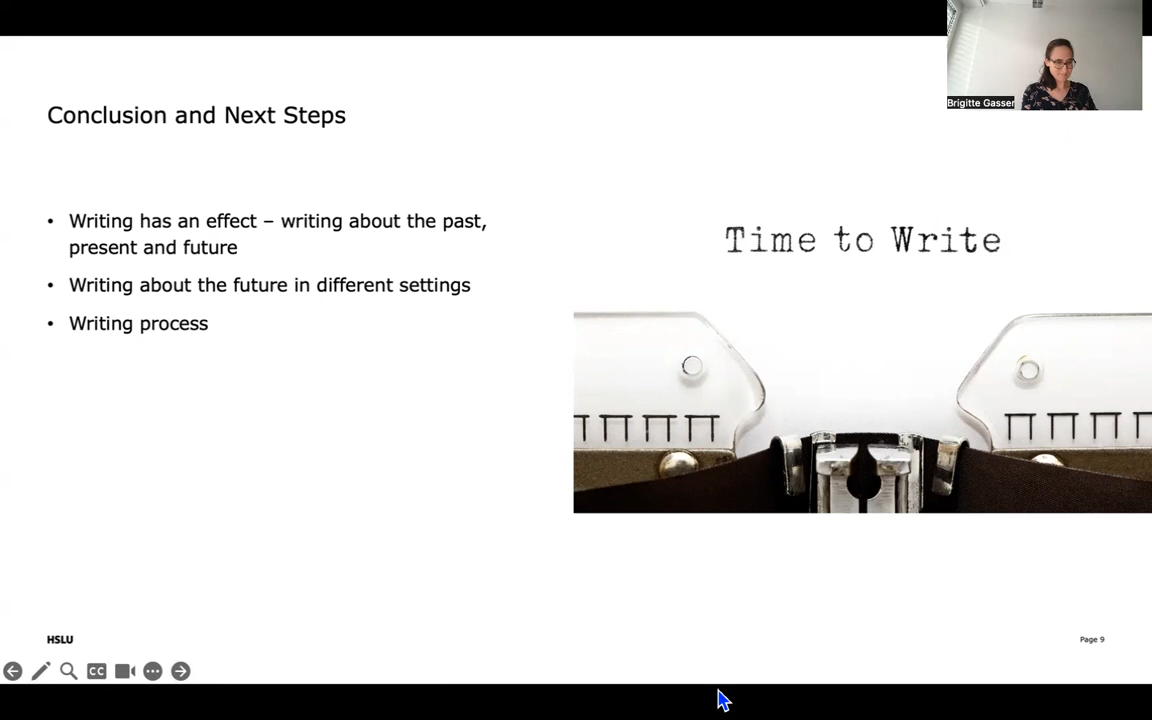 Brigitte Gasser
Conclusion and Next Steps
• Writing has an effect – writing about the past,
present and future
• Writing about the future in different settings
• Writing process
Time to Write
HSLU
Page 9
CC